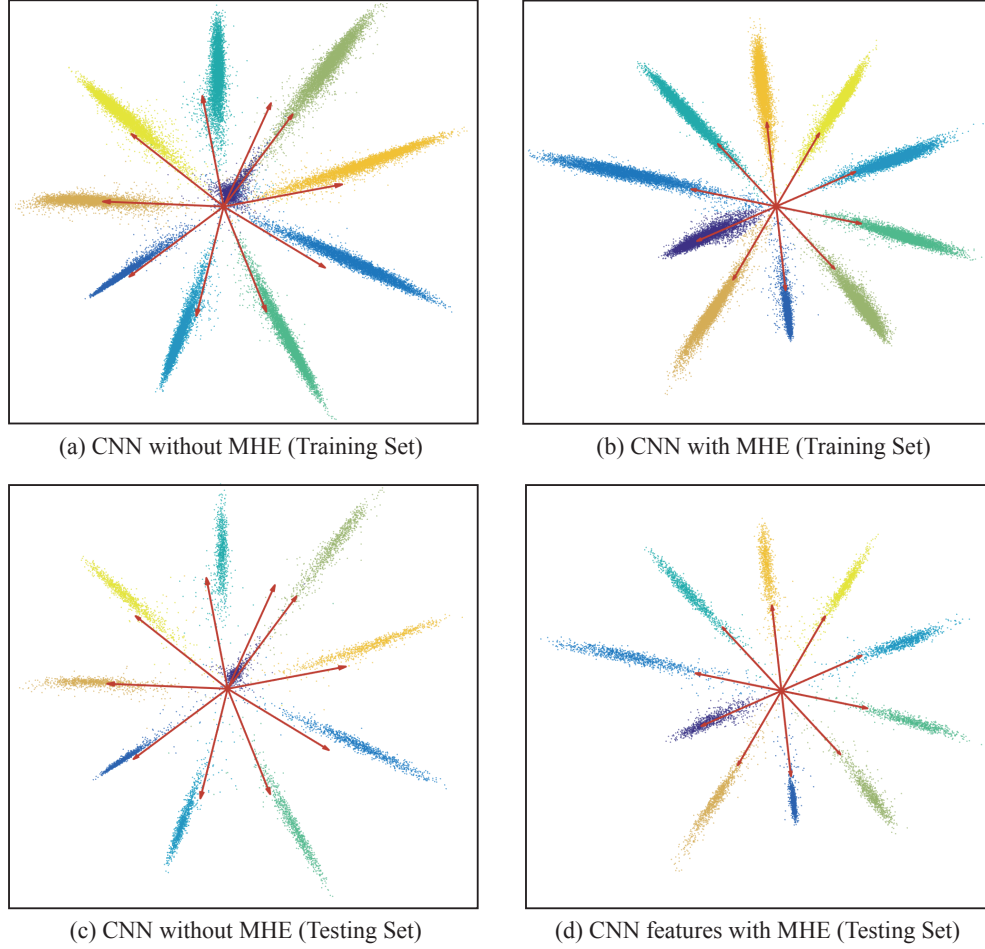 (a) CNN without MHE (Training Set)
(b) CNN with MHE (Training Set)
(c) CNN without MHE (Testing Set)
(d) CNN features with MHE (Testing Set)